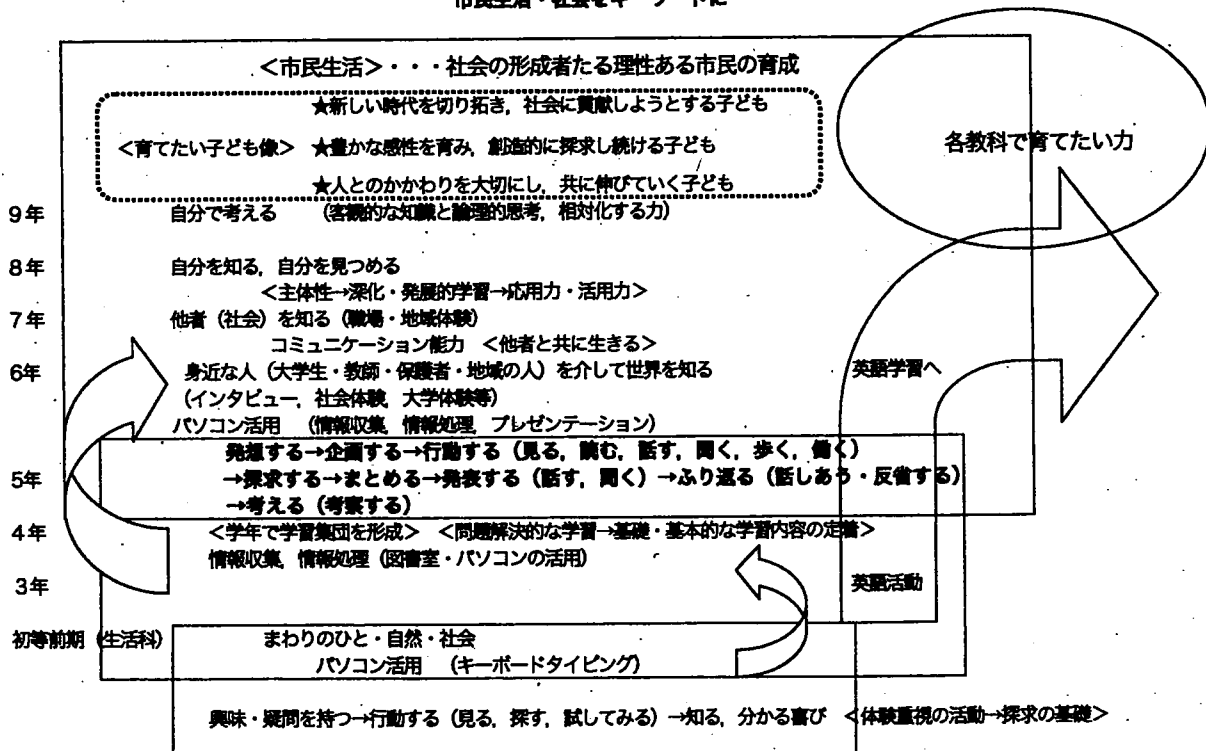 市民生活・社会をキーワードに
<市民生活>・・・社会の形成者たる理性ある市民の育成
★新しい時代を切り拓き，社会に貢献しようとする子ども
<育てたい子ども像> ★豊かな感性を育み，創造的に探求し続ける子ども
各教科で育てたい力
★人とのかかわりを大切にし，共に伸びていく子ども
9年 自分で考える （客観的な知識と論理的思考，相対化する力）
8年 自分を知る，自分を見つめる
<主体性→深化・発展的学習→応用力・活用力>
7年 他者（社会）を知る（職場・地域体験）
コミュニケーション能力 <他者と共に生きる>
6年 身近な人（大学生・教師・保護者・地域の人）を介して世界を知る 英語学習へ
（インタビュー，社会体験，大学体験等）
パソコン活用 （情報収集，情報処理，プレゼンテーション）
発想する→企画する→行動する（見る，読む，話す，聞く，歩く，働く）
5年 →探求する→まとめる→発表する（話す，聞く）→ふり返る（話しあう・反省する）
→考える（考察する）
4年 <学年で学習集団を形成> <問題解決的な学習→基礎・基本的な学習内容の定着>
情報収集，情報処理（図書室・パソコンの活用）
3年 英語活動
初等前期（生活科） まわりのひと・自然・社会
パソコン活用 （キーボードタイピング）
興味・疑問を持つ→行動する（見る，探す，試してみる）→知る，分かる喜び <体験重視の活動→探求の基礎>